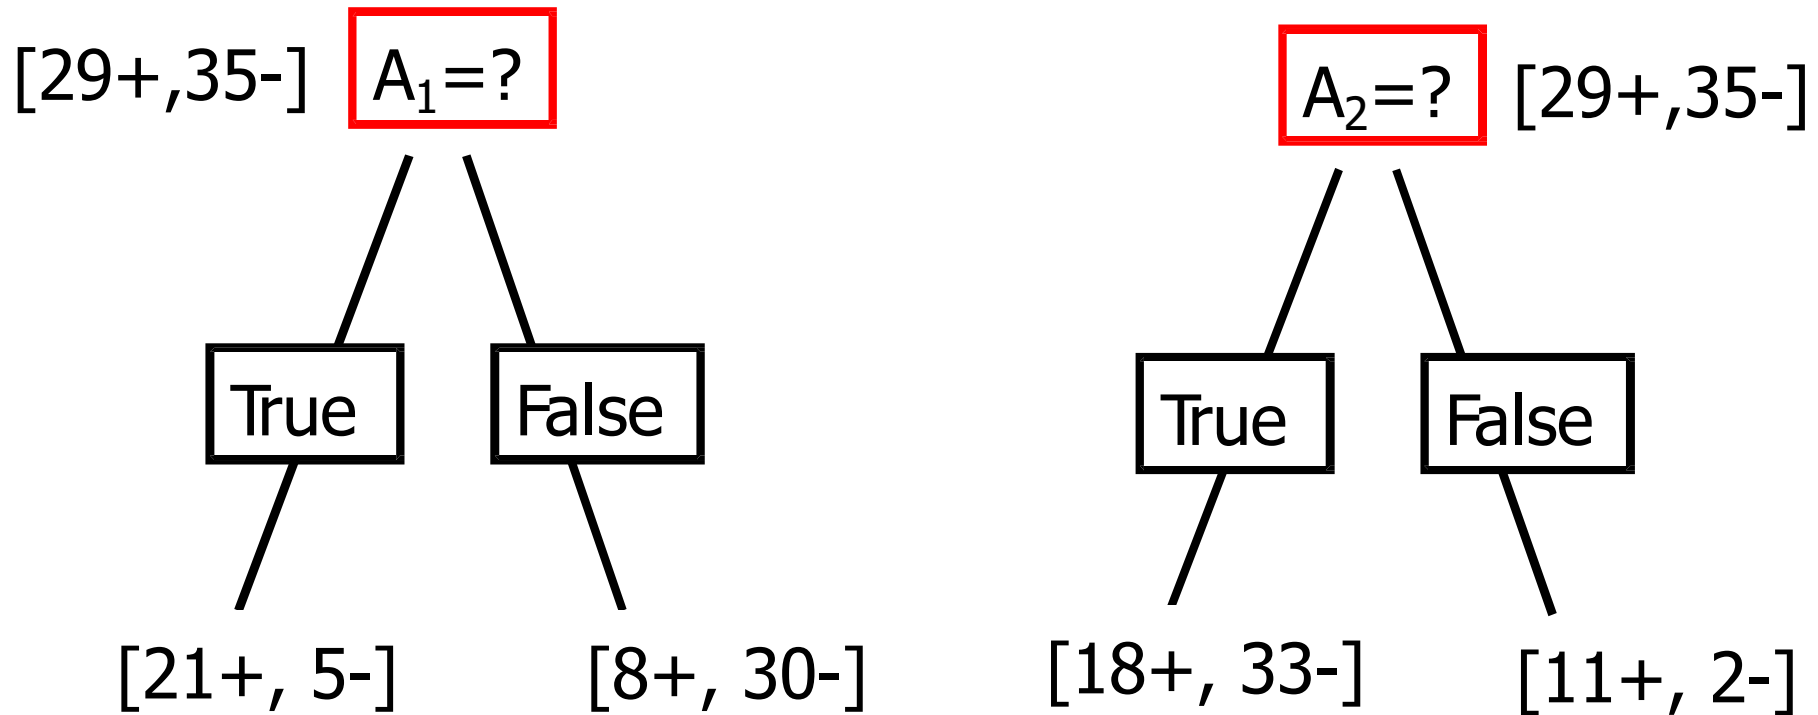 [29+,35-] A₁=?
A₂=? [29+,35-]
True
False
True
False
[21+, 5-]
[8+, 30-]
[18+, 33-]
[11+, 2-]